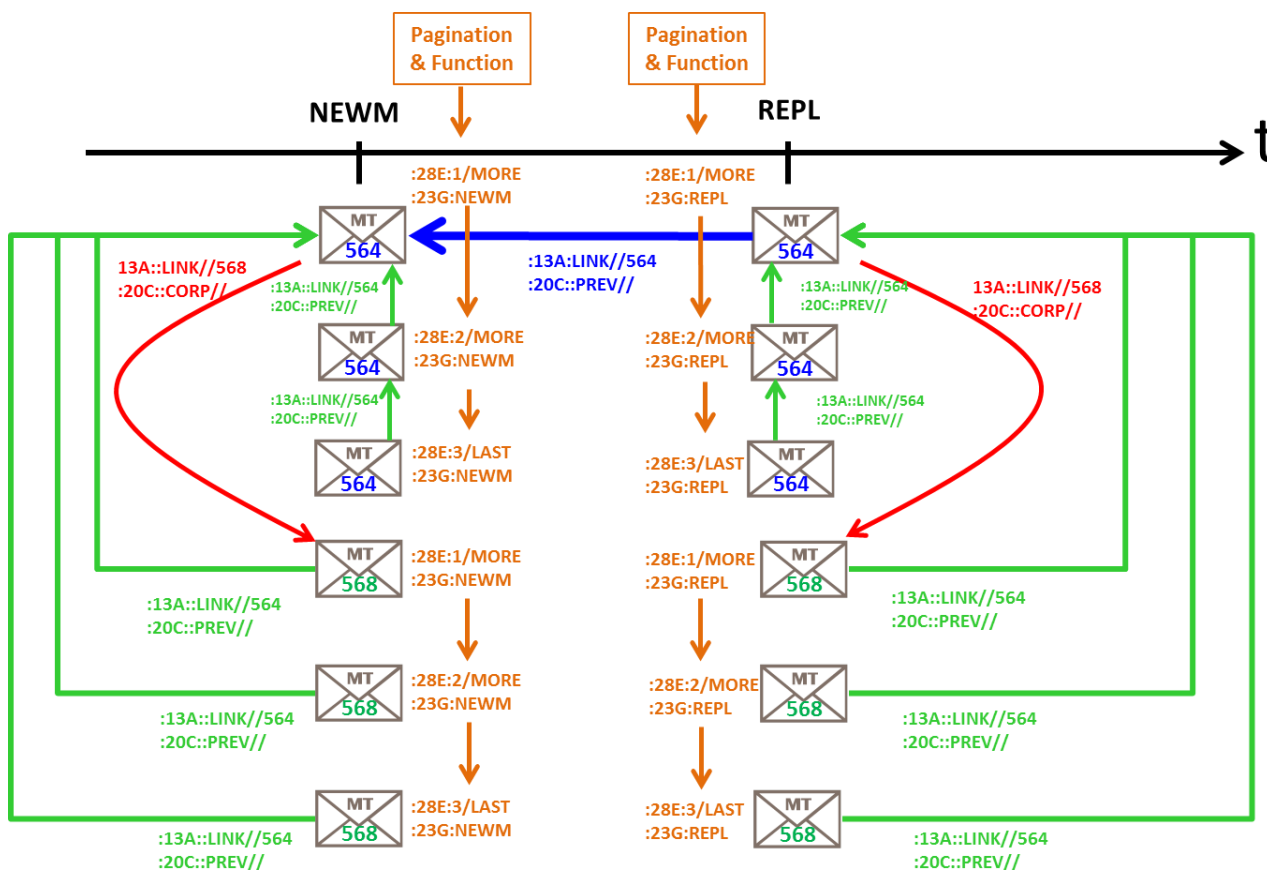 Pagination
& Function
Pagination
& Function
NEWM
REPL
t
:28E:1/MORE
:23G:NEWM
:28E:1/MORE
:23G:REPL
MT
564
MT
564
13A::LINK//568
:20C::CORP//
:13A:LINK//564
:20C::PREV//
13A::LINK//568
:20C::CORP//
:13A::LINK//564
:20C::PREV//
:13A::LINK//564
:20C::PREV//
MT
564
:28E:2/MORE
:23G:NEWM
:28E:2/MORE
:23G:REPL
MT
564
:13A::LINK//564
:20C::PREV//
:13A::LINK//564
:20C::PREV//
MT
564
:28E:3/LAST
:23G:NEWM
:28E:3/LAST
:23G:REPL
MT
564
MT
568
:28E:1/MORE
:23G:NEWM
:28E:1/MORE
:23G:REPL
MT
568
:13A::LINK//564
:20C::PREV//
:13A::LINK//564
:20C::PREV//
MT
568
:28E:2/MORE
:23G:NEWM
:28E:2/MORE
:23G:REPL
MT
568
:13A::LINK//564
:20C::PREV//
:13A::LINK//564
:20C::PREV//
MT
568
:28E:3/LAST
:23G:NEWM
:28E:3/LAST
:23G:REPL
MT
568
:13A::LINK//564
:20C::PREV//
:13A::LINK//564
:20C::PREV//